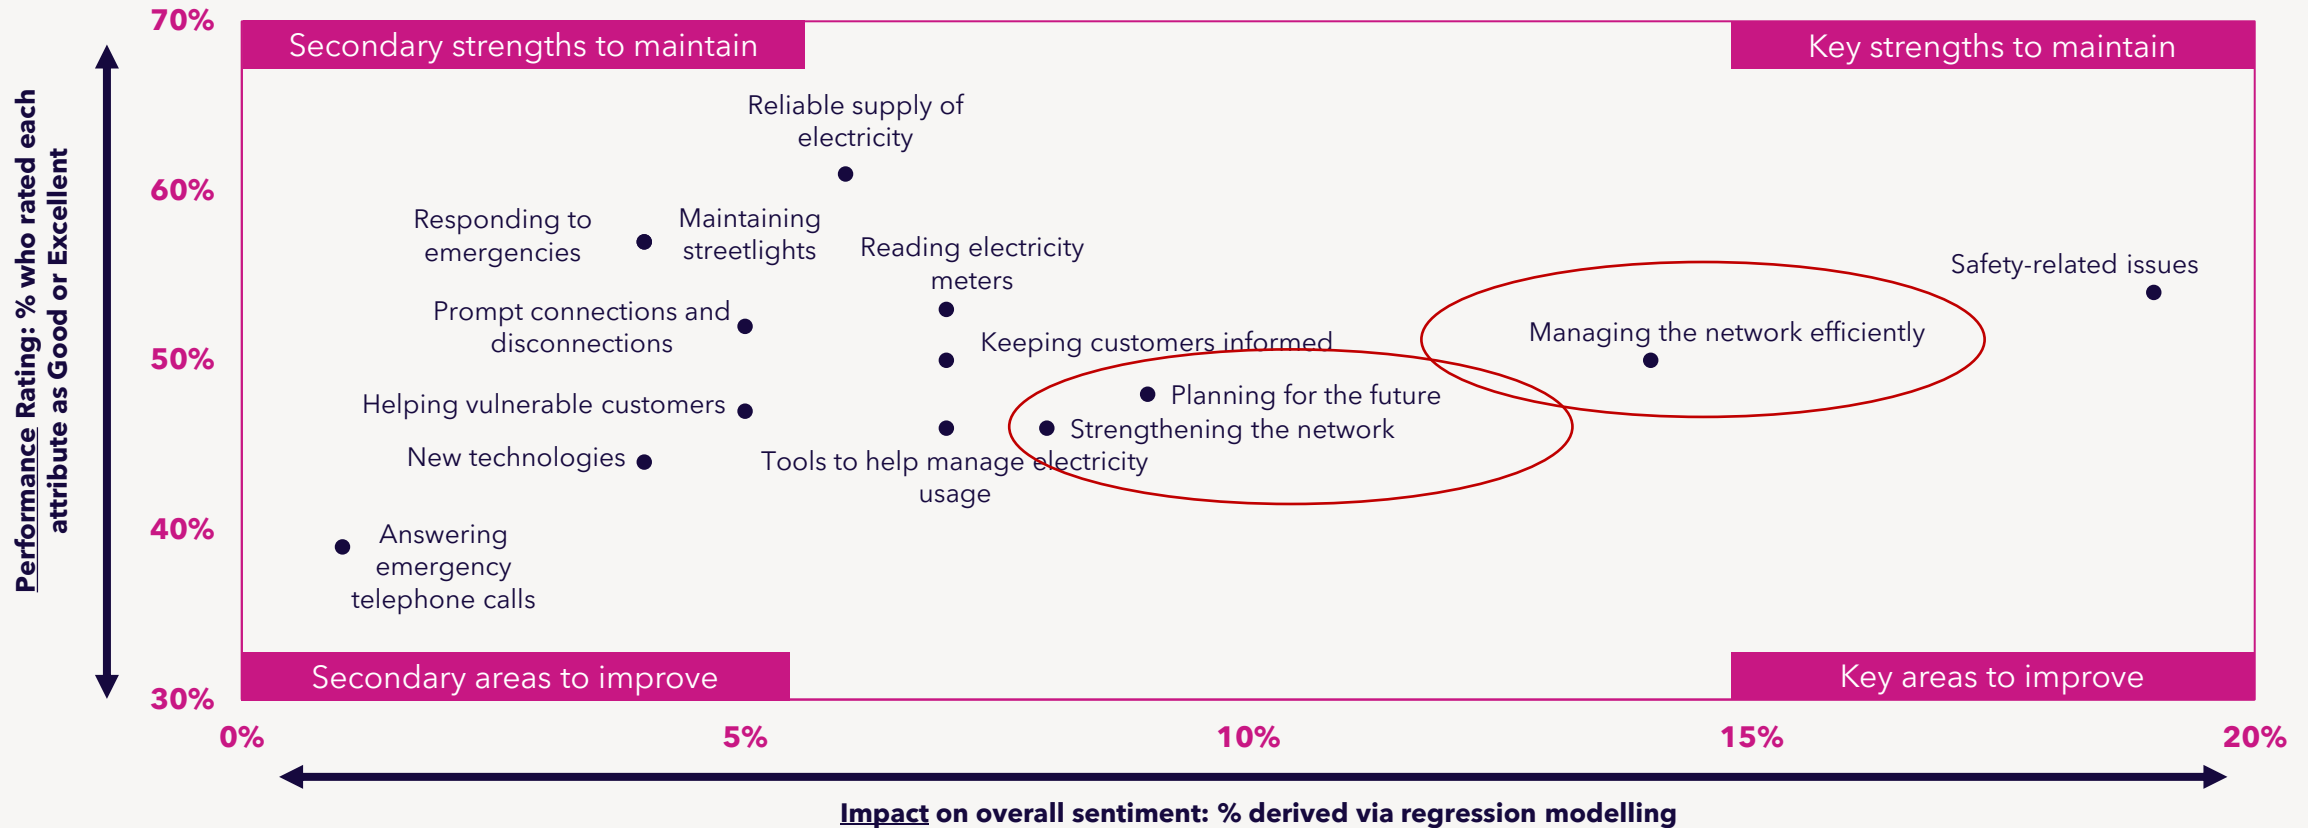 70%
Secondary strengths to maintain
Key strengths to maintain
Reliable supply of
electricity
60%
Responding to
emergencies
Maintaining
streetlights
Reading electricity
meters
Safety-related issues
Prompt connections and
disconnections
Managing the network efficiently
Keeping customers informed
50%
Planning for the future
Helping vulnerable customers
Strengthening the network
New technologies
Tools to help manage electricity
usage
40%
Answering
emergency
telephone calls
Secondary areas to improve
Key areas to improve
30%
0%
5%
10%
15%
20%
Performance Rating: % who rated each
attribute as Good or Excellent
Impact on overall sentiment: % derived via regression modelling